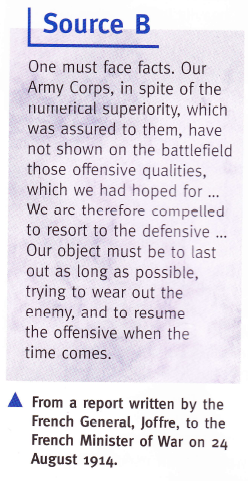 Source B
One must face facts. Our
Army Corps, in spite of the
numerical superiority, which
was assured to them, have
not shown on the battlefield
those offensive qualities,
which we had hoped for ...
We are therefore compelled
to resort to the defensive ...
Our object must be to last
out as long as possible,
trying to wear out the
enemy, and to resume
the offensive when the
time comes.
▲ From a report written by the
French General, Joffre, to the
French Minister of War on 24
August 1914.